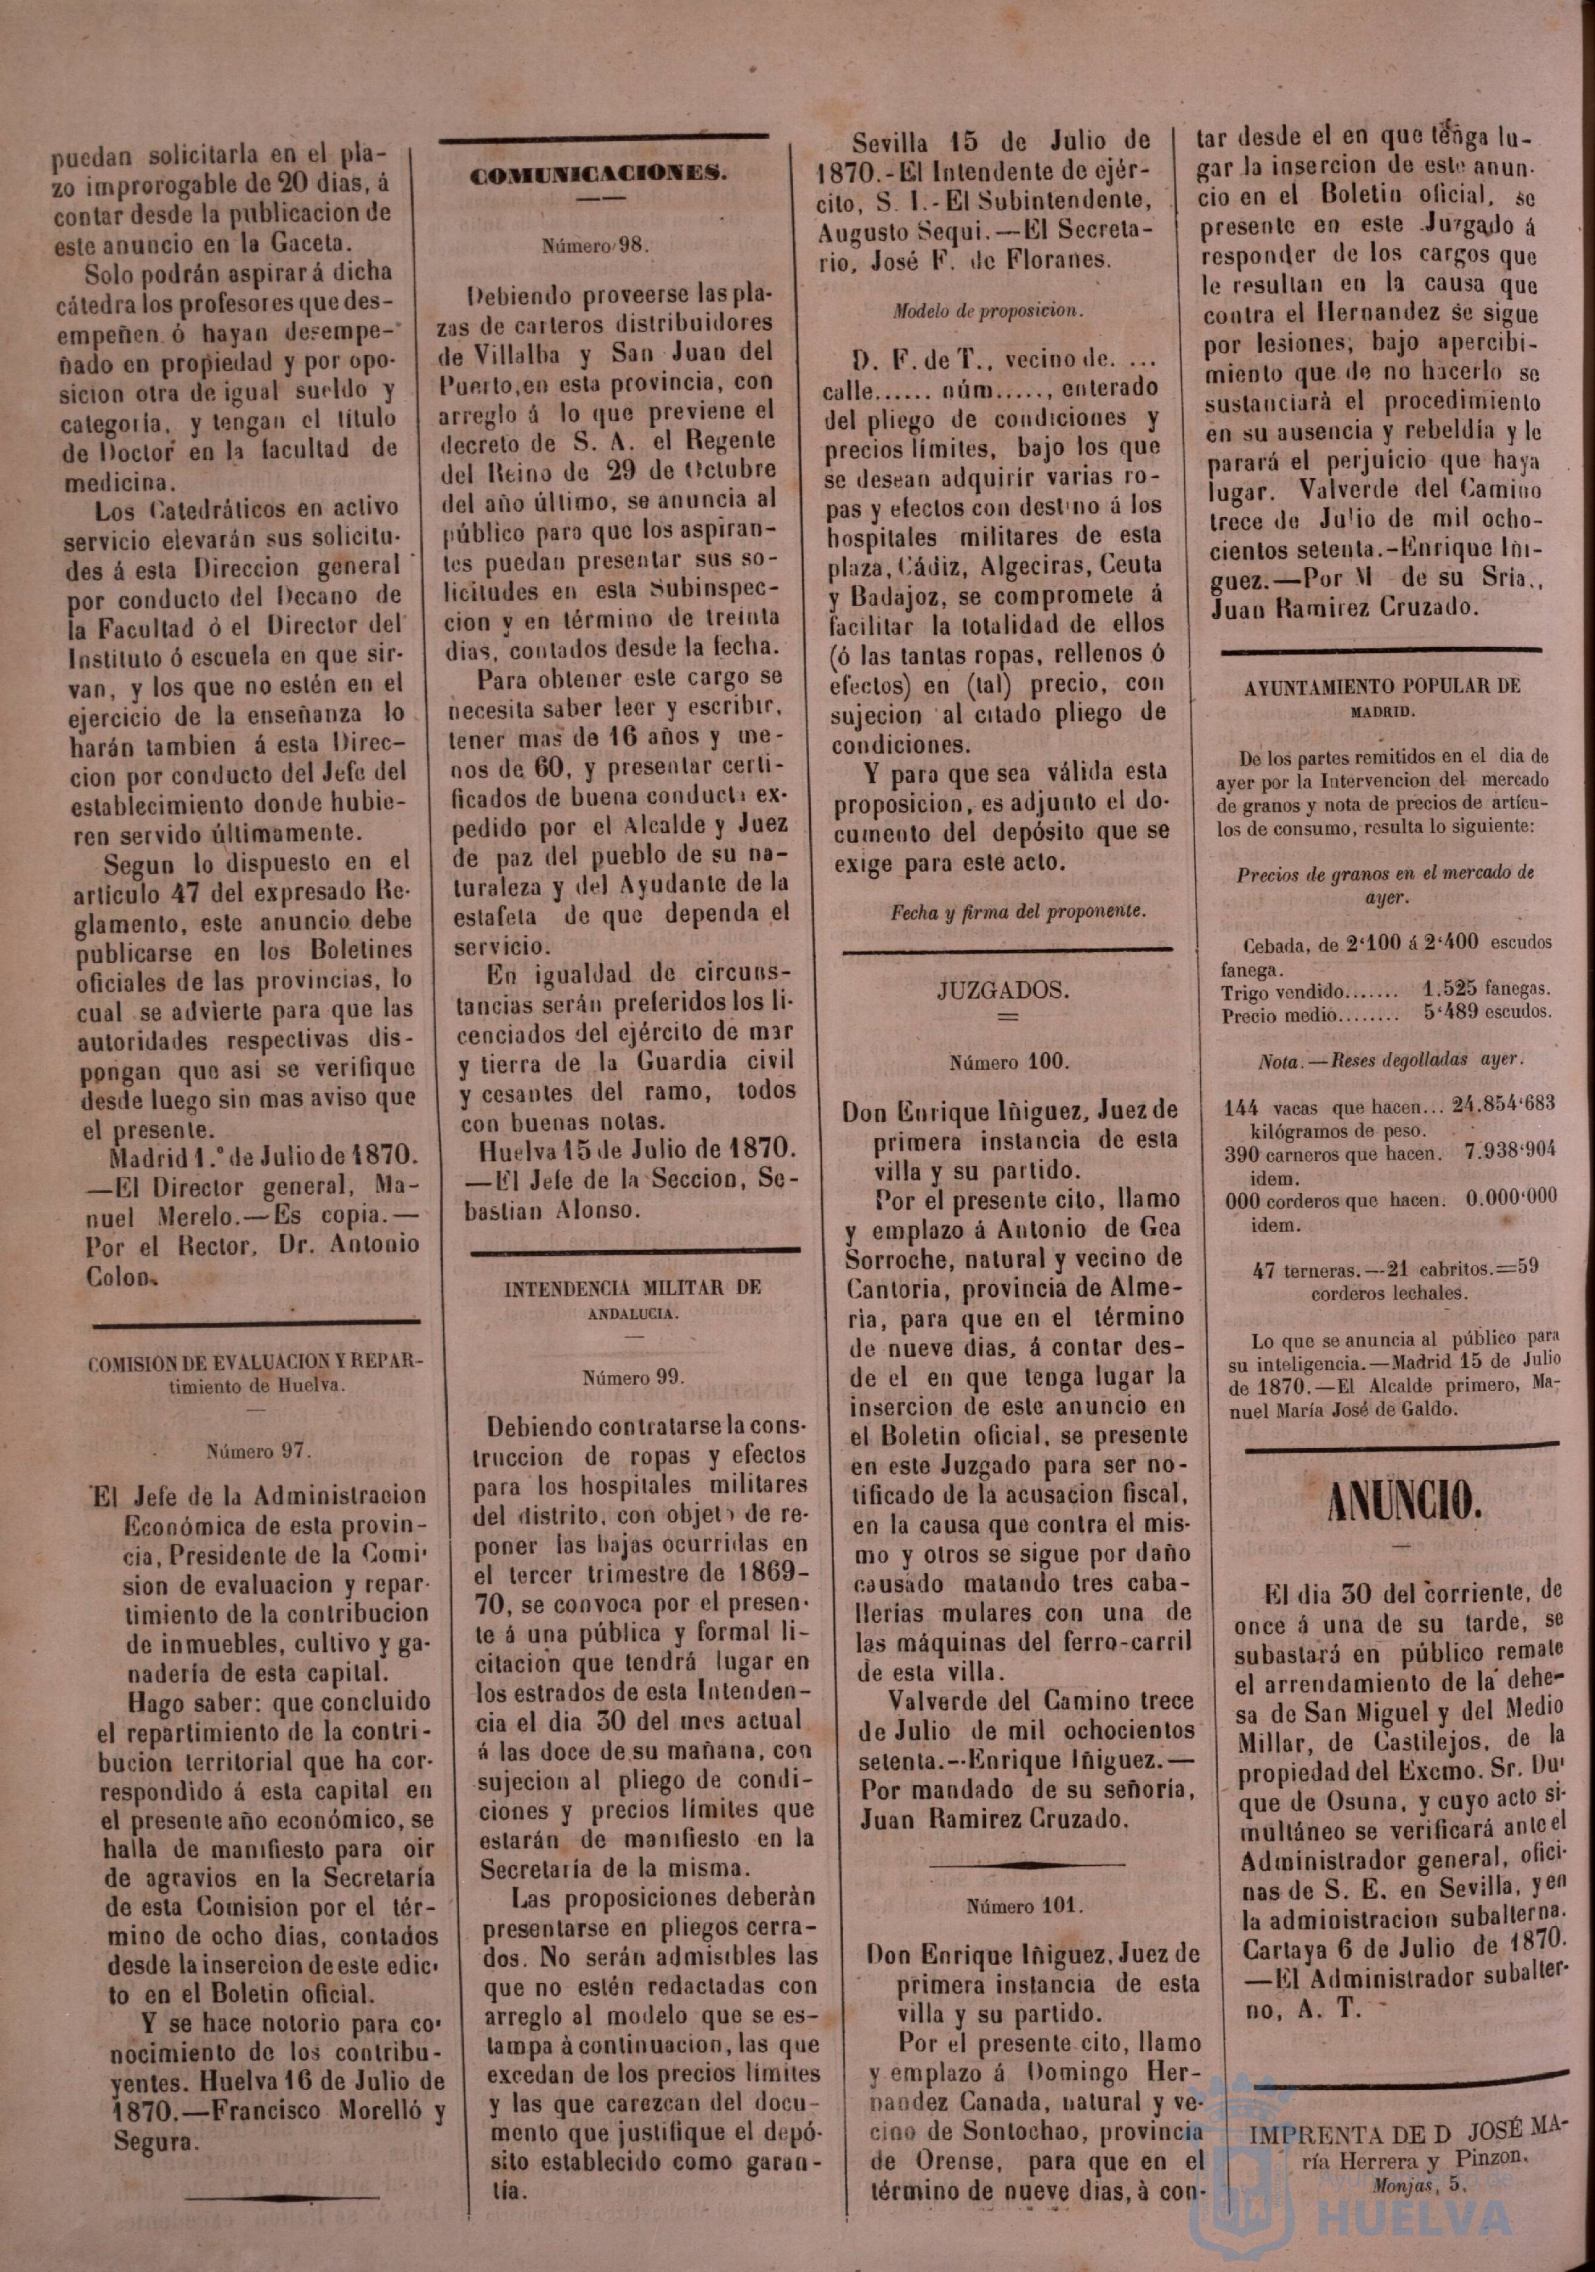 puedan solicitarla en el pla-
zo improrogable de 20 dias, á
contar desde la publicacion de
este anuncio en la Gaceta.
Solo podrán aspirar á dicha
cátedra los profesores que des-
empeñen ó hayan desempe-
ñado en propiedad y por opo-
sicion otra de igual sueldo y
categoría, y tengan el título
de Doctor en la facultad de
medicina.
Los Catedráticos en activo
servicio elevarán sus solicitu-
des á esta Direccion general
por conducto del Decano de
la Facultad ó el Director del
Instituto ó escuela en que sir-
van, y los que no estén en el
ejercicio de la enseñanza lo
harán tambien á esta Direc-
cion por conducto del Jefe del
establecimiento donde hubie-
ren servido últimamente.
Segun lo dispuesto en el
artículo 47 del expresado Re-
glamento, este anuncio debe
publicarse en los Boletines
oficiales de las provincias, lo
cual se advierte para que las
autoridades respectivas dis-
pongan que asi se verifique
desde luego sin mas aviso que
el presente.
Madrid 1.º de Julio de 1870.
—El Director general, Ma-
nuel Merelo.—Es copia.—
Por el Rector, Dr. Antonio
Colon.
COMISION DE EVALUACION Y REPAR-
timiento de Huelva.
Número 97.
El Jefe de la Administracion
Económica de esta provin-
cia, Presidente de la Comi-
sion de evaluacion y repar-
timiento de la contribucion
de inmuebles, cultivo y ga-
nadería de esta capital.
Hago saber: que concluido
el repartimiento de la contri-
bucion territorial que ha cor-
respondido á esta capital en
el presente año económico, se
halla de manifiesto para oir
de agravios en la Secretaría
de esta Comision por el tér-
mino de ocho dias, contados
desde la insercion de este edic-
to en el Boletin oficial.
Y se hace notorio para co-
nocimiento de los contribu-
yentes. Huelva 16 de Julio de
1870.—Francisco Morelló y
Segura.
COMUNICACIONES.
Número 98.
Debiendo proveerse las pla-
zas de carteros distribuidores
de Villalba y San Juan del
Puerto, en esta provincia, con
arreglo á lo que previene el
decreto de S. A. el Regente
del Reino de 29 de Octubre
del año último, se anuncia al
público para que los aspiran-
tes puedan presentar sus so-
licitudes en esta Subinspec-
cion y en término de treinta
dias, contados desde la fecha.
Para obtener este cargo se
necesita saber leer y escribir,
tener mas de 16 años y me-
nos de 60, y presentar certi-
ficados de buena conducta ex-
pedido por el Alcalde y Juez
de paz del pueblo de su na-
turaleza y del Ayudante de la
estafeta de que dependa el
servicio.
En igualdad de circuns-
tancias serán preferidos los li-
cenciados del ejército de mar
y tierra de la Guardia civil
y cesantes del ramo, todos
con buenas notas.
Huelva 15 de Julio de 1870.
—El Jefe de la Seccion, Se-
bastian Alonso.
INTENDENCIA MILITAR DE
ANDALUCIA.
Número 99.
Debiendo contratarse la cons-
truccion de ropas y efectos
para los hospitales militares
del distrito, con objeto de re-
poner las bajas ocurridas en
el tercer trimestre de 1869-
70, se convoca por el presen-
te á una pública y formal li-
citacion que tendrá lugar en
los estrados de esta Intenden-
cia el dia 30 del mes actual
á las doce de su mañana, con
sujecion al pliego de condi-
ciones y precios límites que
estarán de manifiesto en la
Secretaría de la misma.
Las proposiciones deberán
presentarse en pliegos cerra-
dos. No serán admisibles las
que no estén redactadas con
arreglo al modelo que se es-
tampa à continuacion, las que
excedan de los precios límites
y las que carezcan del docu-
mento que justifique el depó-
sito establecido como garan-
tía.
Sevilla 15 de Julio de
1870.-El Intendente de ejér-
cito, S. I.-El Subintendente,
Augusto Sequi.—El Secreta-
rio, José F. de Floranes.
Modelo de proposicion.
D. F. de T., vecino de. ...
calle...... núm....., enterado
del pliego de condiciones y
precios límites, bajo los que
se desean adquirir varias ro-
pas y efectos con destino á los
hospitales militares de esta
plaza, Cádiz, Algeciras, Ceuta
y Badajoz, se compromete á
facilitar la totalidad de ellos
(ó las tantas ropas, rellenos ó
efectos) en (tal) precio, con
sujecion al citado pliego de
condiciones.
Y para que sea válida esta
proposicion, es adjunto el do-
cumento del depósito que se
exige para este acto.
Fecha y firma del proponente.
JUZGADOS.
Número 100.
Don Enrique Iñiguez, Juez de
primera instancia de esta
villa y su partido.
Por el presente cito, llamo
y emplazo á Antonio de Gea
Sorroche, natural y vecino de
Cantoria, provincia de Alme-
ria, para que en el término
de nueve dias, á contar des-
de el en que tenga lugar la
insercion de este anuncio en
el Boletin oficial, se presente
en este Juzgado para ser no-
tificado de la acusacion fiscal,
en la causa que contra el mis-
mo y otros se sigue por daño
causado matando tres caba-
llerías mulares con una de
las máquinas del ferro-carril
de esta villa.
Valverde del Camino trece
de Julio de mil ochocientos
setenta.--Enrique Iñiguez.—
Por mandado de su señoría,
Juan Ramirez Cruzado.
Número 101.
Don Enrique Iñiguez, Juez de
primera instancia de esta
villa y su partido.
Por el presente cito, llamo
y emplazo á Domingo Her-
nandez Canada, natural y ve-
cino de Sontochao, provincia
de Orense, para que en el
término de nueve dias, à con-
tar desde el en que tenga lu-
gar la insercion de este anun-
cio en el Boletin oficial, se
presente en este Juzgado á
responder de los cargos que
le resultan en la causa que
contra el Hernandez se sigue
por lesiones, bajo apercibi-
miento que de no hacerlo se
sustanciarà el procedimiento
en su ausencia y rebeldía y le
parará el perjuicio que haya
lugar. Valverde del Camino
trece de Julio de mil ocho-
cientos setenta.-Enrique Iñi-
guez.—Por M de su Sria.,
Juan Ramirez Cruzado.
AYUNTAMIENTO POPULAR DE
MADRID.
De los partes remitidos en el dia de
ayer por la Intervencion del mercado
de granos y nota de precios de artícu-
los de consumo, resulta lo siguiente:
Precios de granos en el mercado de
ayer.
Cebada, de 2‘100 á 2‘400 escudos
fanega.
Trigo vendido....... 1.525 fanegas.
Precio medio........ 5‘489 escudos.
Nota.—Reses degolladas ayer.
144 vacas que hacen... 24.854‘683
kilógramos de peso.
390 carneros que hacen. 7.938‘904
idem.
000 corderos que hacen. 0.000‘000
idem.
47 terneras.—-21 cabritos.=59
corderos lechales.
Lo que se anuncia al público para
su inteligencia.—Madrid 15 de Julio
de 1870.—El Alcalde primero, Ma-
nuel María José de Galdo.
ANUNCIO.
El dia 30 del corriente, de
once á una de su tarde, se
subastará en público remate
el arrendamiento de la dehe-
sa de San Miguel y del Medio
Millar, de Castilejos, de la
propiedad del Excmo. Sr. Du-
que de Osuna, y cuyo acto si-
multáneo se verificará ante el
Administrador general, ofici-
nas de S. E. en Sevilla, y en
la administracion subalterna.
Cartaya 6 de Julio de 1870.
—El Administrador subalter-
no, A. T.
IMPRENTA DE D JOSÉ MA-
ría Herrera y Pinzon.
Monjas, 5.
Ayuntamiento de
HUELVA